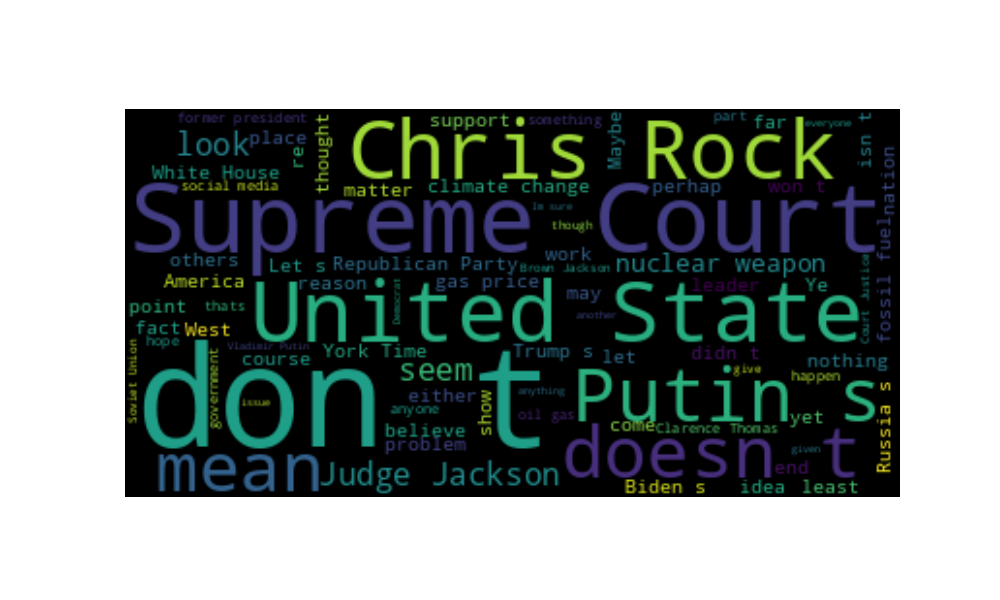 former president
support
something
part
far
everyone
Chris Rock
look
place
re
thought
Maybe
isn t
White House
social media
matter
climate change
perhap
won t
nation
Supreme Court
Im sure
though
others
Let s
Republican Party
Brown Jackson
work
nuclear weapon
America
reason
gas price
may
leader
Ye
Court Justice
fossil fuel
point
thats
United State
Democrat
another
fact
West
hope
Vladimir Putin
course
York Time
Trump s
let
didn t
nothing
Soviet Union
government
don t
seem
give
happen
issue
either
show
anything
Putin s
anyone
oil gas
yet
Russia s
believe
come
Clarence Thomas
problem
doesn t
given
mean
Judge Jackson
end
Biden s
idea
least